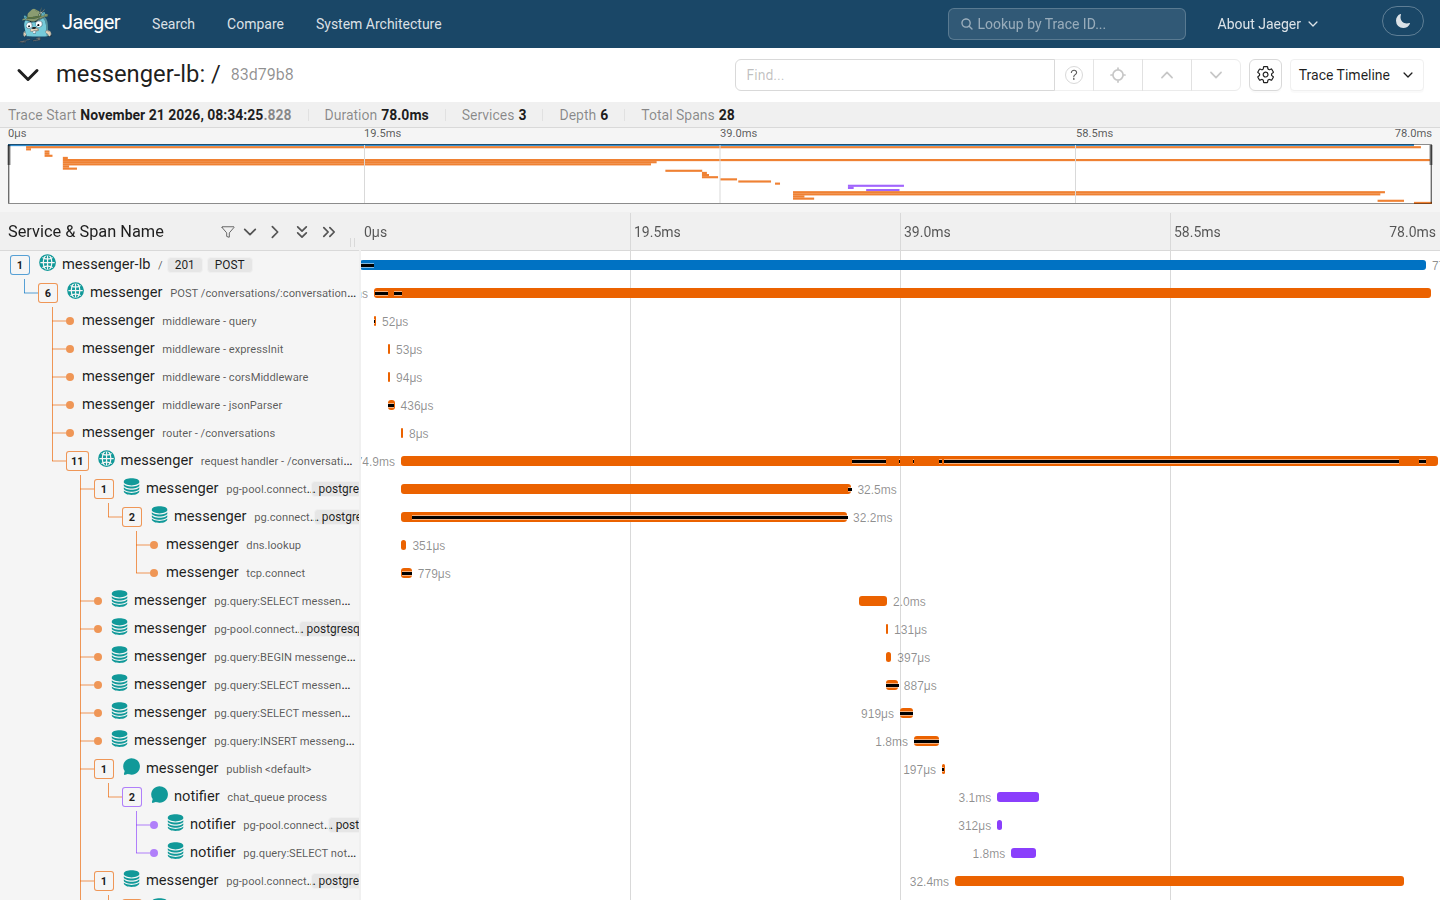 Jaeger Search Compare System Architecture Lookup by Trace ID... About Jaeger
messenger-lb: / 83d79b8 Find... ? Trace Timeline
Trace Start November 21 2026, 08:34:25.828 Duration 78.0ms Services 3 Depth 6 Total Spans 28
0μs 19.5ms 39.0ms 58.5ms 78.0ms
Service & Span Name 0μs 19.5ms 39.0ms 58.5ms 78.0ms
1 messenger-lb / 201 POST
6 messenger POST /conversations/:conversation...
messenger middleware - query 52μs
messenger middleware - expressInit 53μs
messenger middleware - corsMiddleware 94μs
messenger middleware - jsonParser 436μs
messenger router - /conversations 8μs
11 messenger request handler - /conversati... 4.9ms
1 messenger pg-pool.connect... postgre 32.5ms
2 messenger pg.connect... postgre 32.2ms
messenger dns.lookup 351μs
messenger tcp.connect 779μs
messenger pg.query:SELECT messen... 2.0ms
messenger pg-pool.connect... postgresq 131μs
messenger pg.query:BEGIN messenge... 397μs
messenger pg.query:SELECT messen... 887μs
messenger pg.query:SELECT messen... 919μs
messenger pg.query:INSERT messeng... 1.8ms
1 messenger publish <default> 197μs
2 notifier chat_queue process 3.1ms
notifier pg-pool.connect... post 312μs
notifier pg.query:SELECT not... 1.8ms
1 messenger pg-pool.connect... postgre 32.4ms